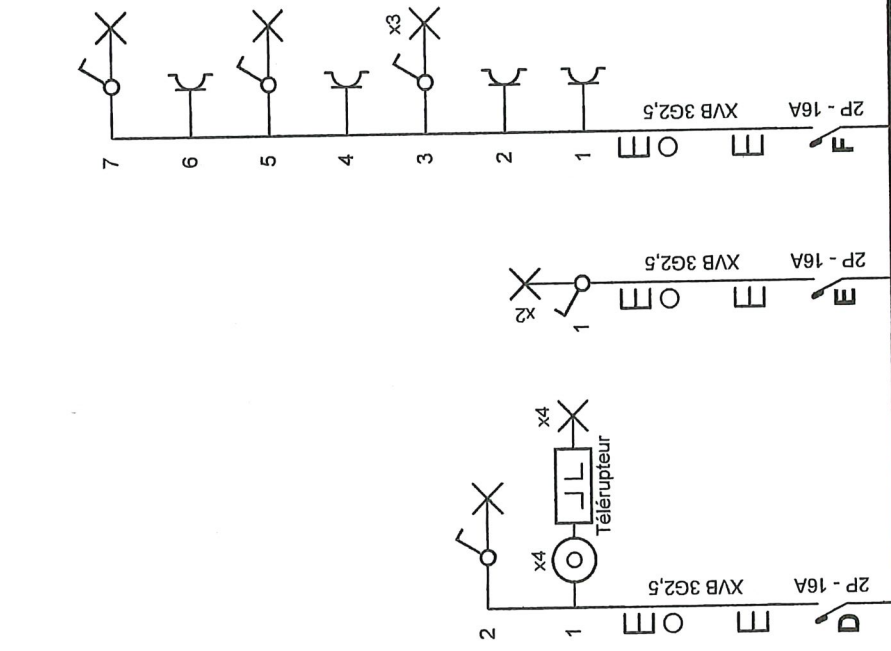 7
6
5
4
x3
3
2
1
XVB 3G2,5
2P - 16A
F
x2
1
XVB 3G2,5
2P - 16A
E
2
x4
x4
1
Télérupteur
XVB 3G2,5
2P - 16A
D